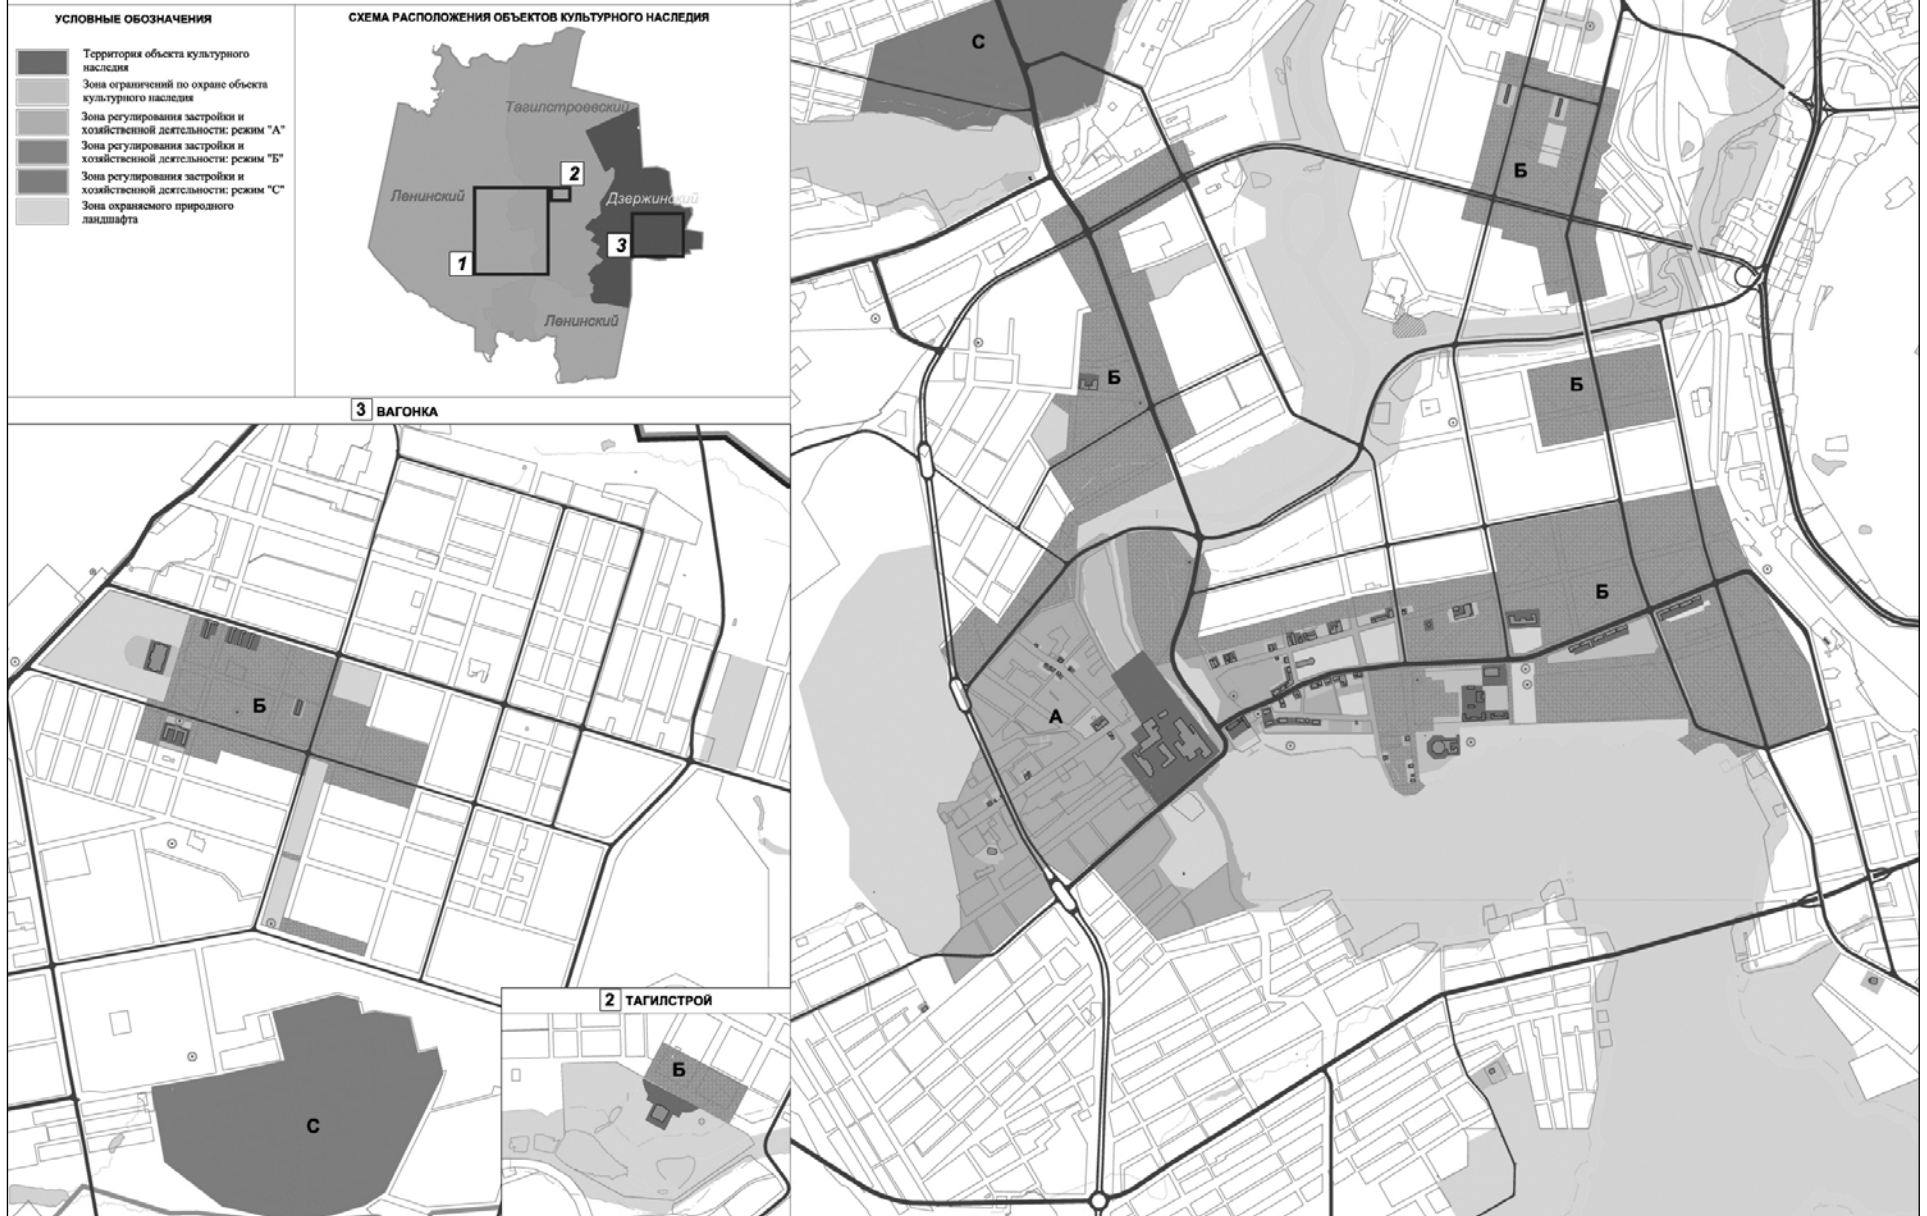 УСЛОВНЫЕ ОБОЗНАЧЕНИЯ
Территория объекта культурного
наследия
Зона ограничений по охране объекта
культурного наследия
Зона регулирования застройки и
хозяйственной деятельности: режим "А"
Зона регулирования застройки и
хозяйственной деятельности: режим "Б"
Зона регулирования застройки и
хозяйственной деятельности: режим "С"
Зона охраняемого природного
ландшафта
СХЕМА РАСПОЛОЖЕНИЯ ОБЪЕКТОВ КУЛЬТУРНОГО НАСЛЕДИЯ
Тагилстроевский
2
Ленинский
Дзержинский
3
1
Ленинский
3 ВАГОНКА
Б
С
2 ТАГИЛСТРОЙ
Б
С
Б
Б
Б
Б
А